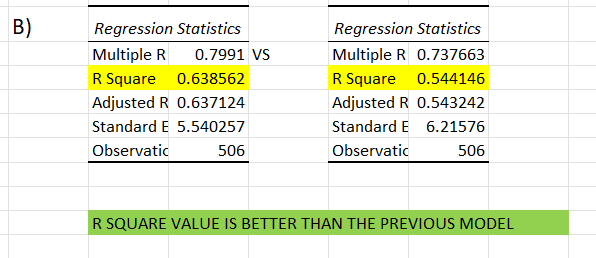 B) Regression Statistics Regression Statistics
Multiple R 0.7991 VS Multiple R 0.737663
R Square 0.638562 R Square 0.544146
Adjusted R 0.637124 Adjusted R 0.543242
Standard E 5.540257 Standard E 6.21576
Observatic 506 Observatic 506
R SQUARE VALUE IS BETTER THAN THE PREVIOUS MODEL